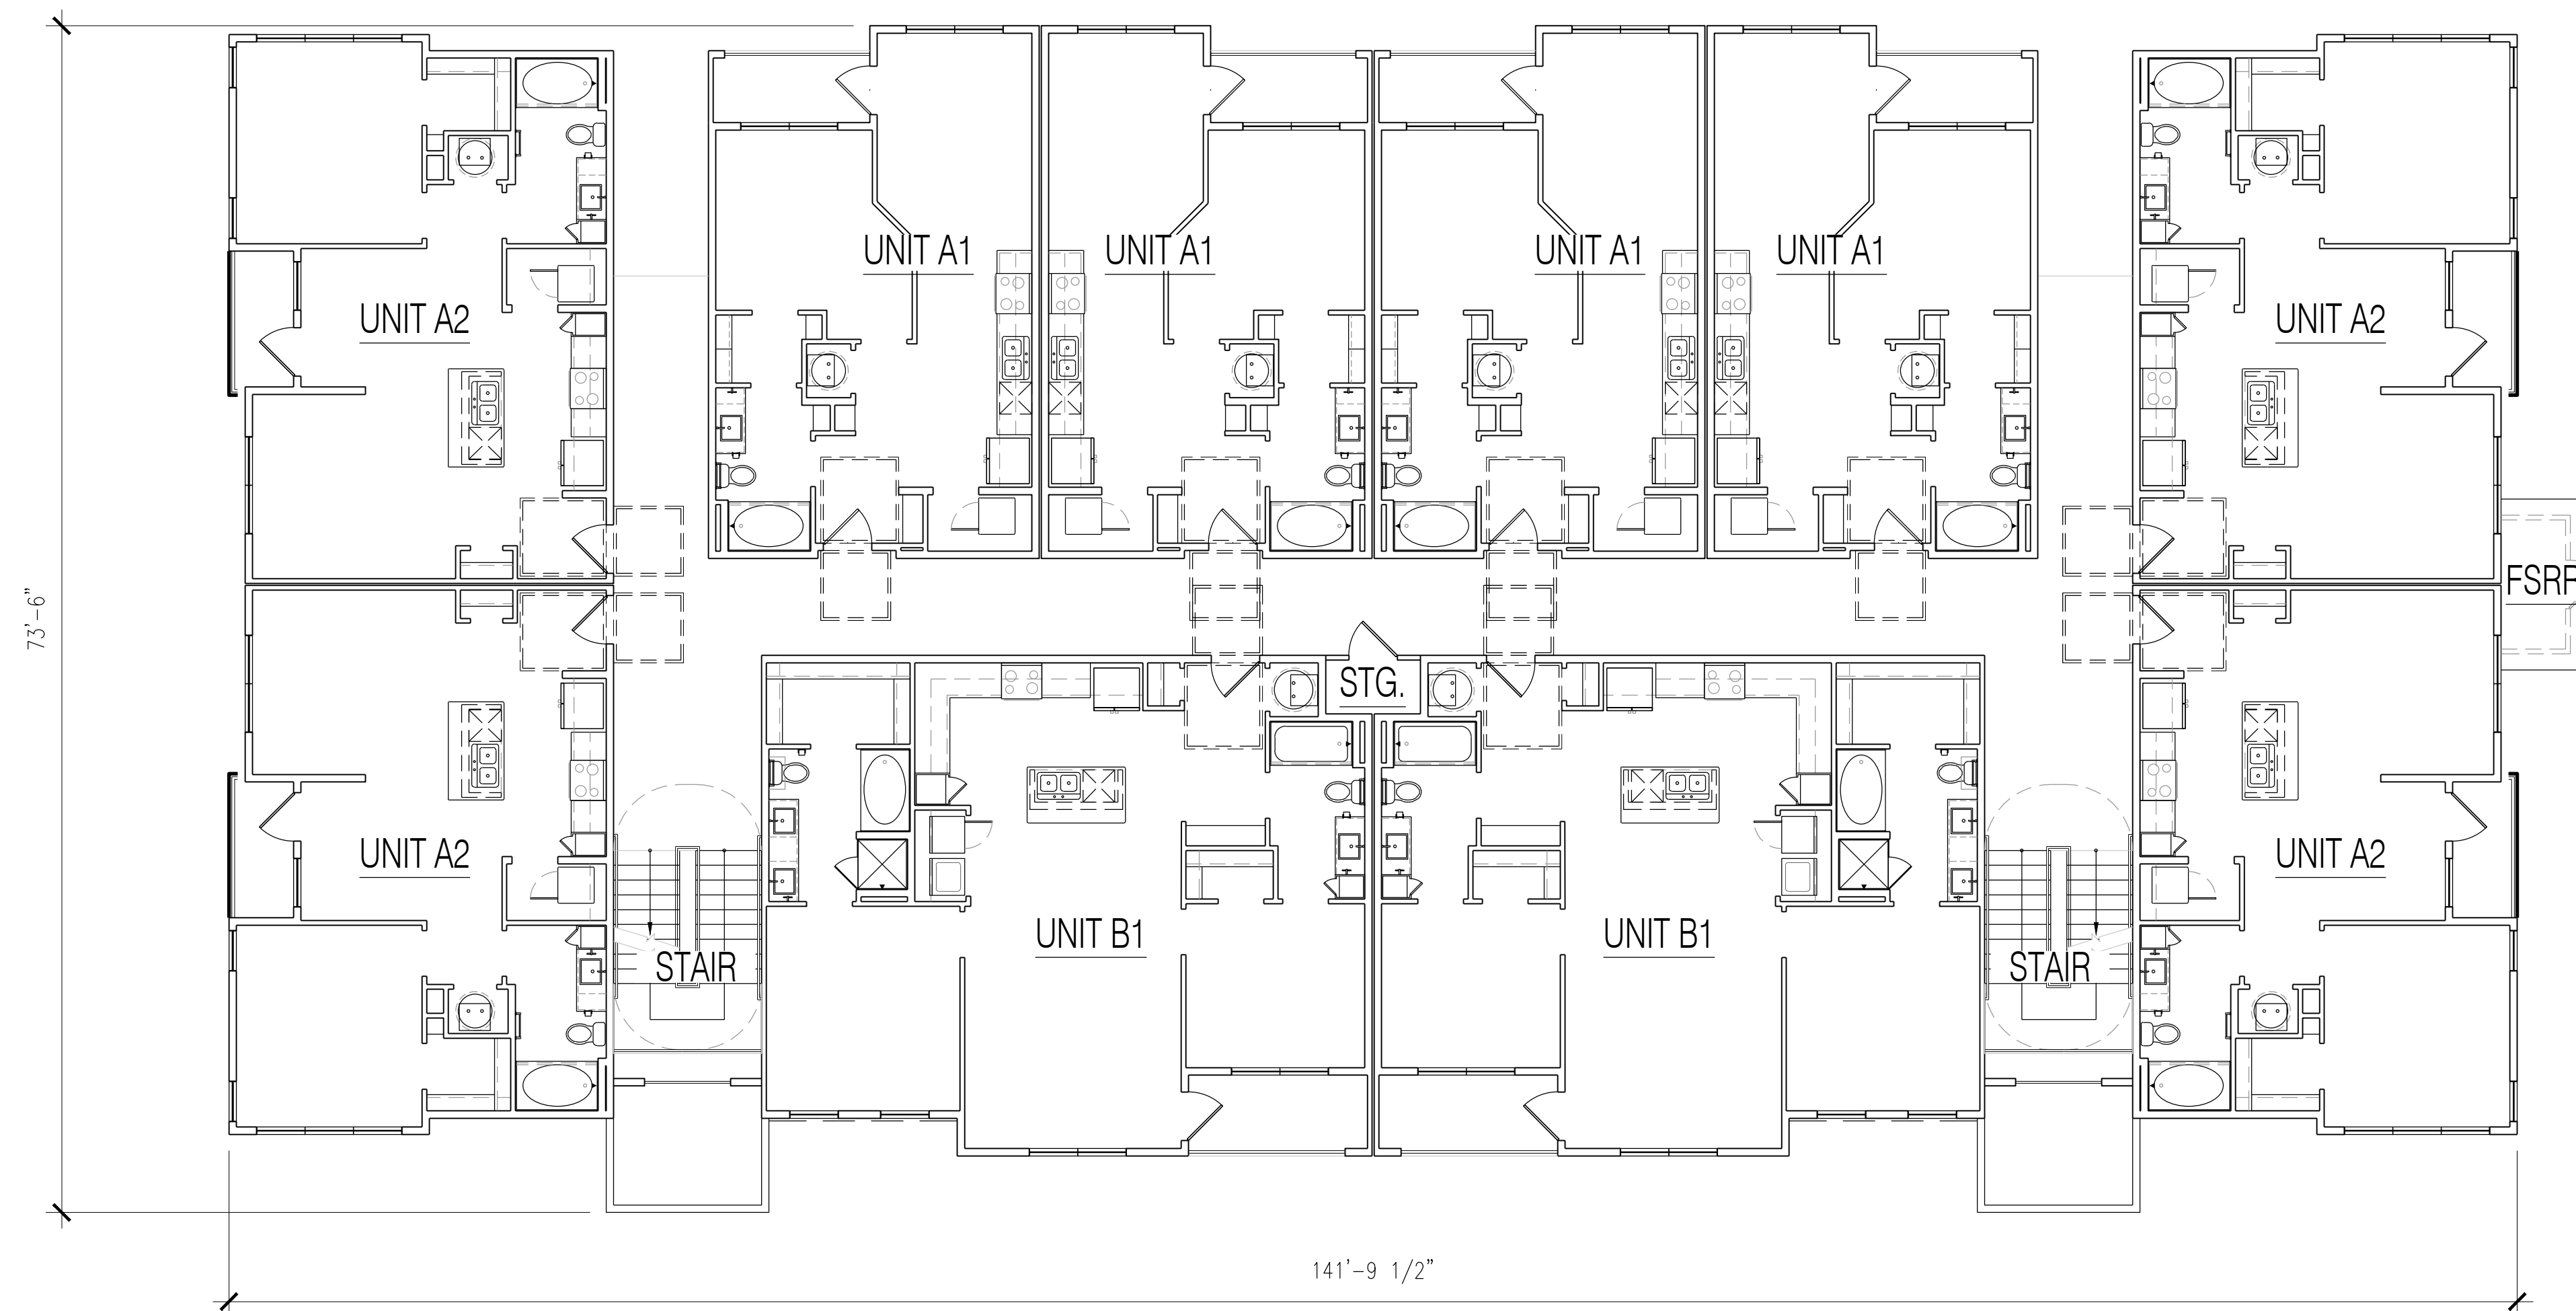 UNIT A1
UNIT A1
UNIT A1
UNIT A1
UNIT A2
UNIT A2
FSRR
73'-6"
STG.
UNIT A2
UNIT A2
UNIT B1
UNIT B1
STAIR
STAIR
141'-9 1/2"